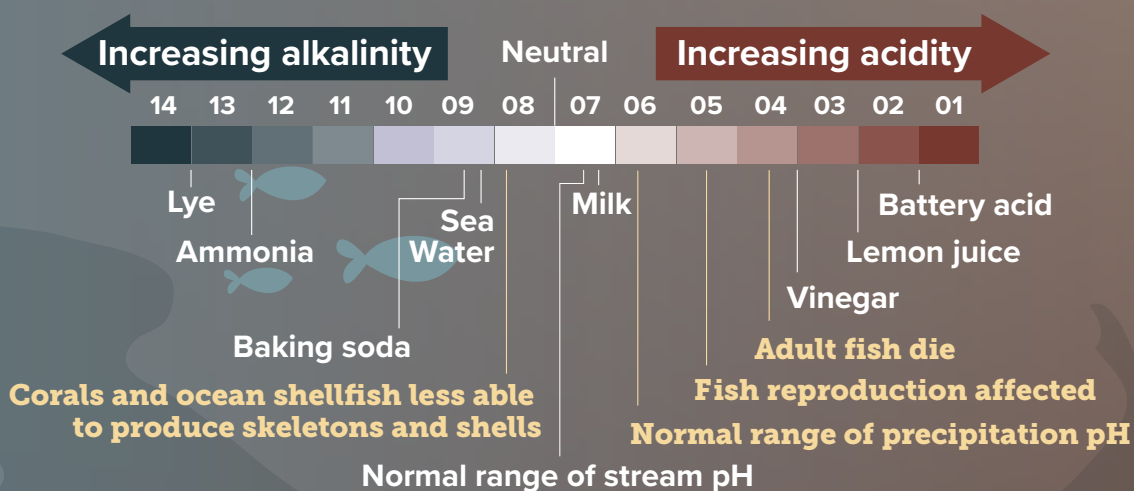 Increasing alkalinity
Neutral
Increasing acidity
14 13 12 11 10 09 08 07 06 05 04 03 02 01
Lye
Ammonia
Sea
Water
Baking soda
Milk
Battery acid
Lemon juice
Vinegar
Adult fish die
Corals and ocean shellfish less able
to produce skeletons and shells
Fish reproduction affected
Normal range of precipitation pH
Normal range of stream pH